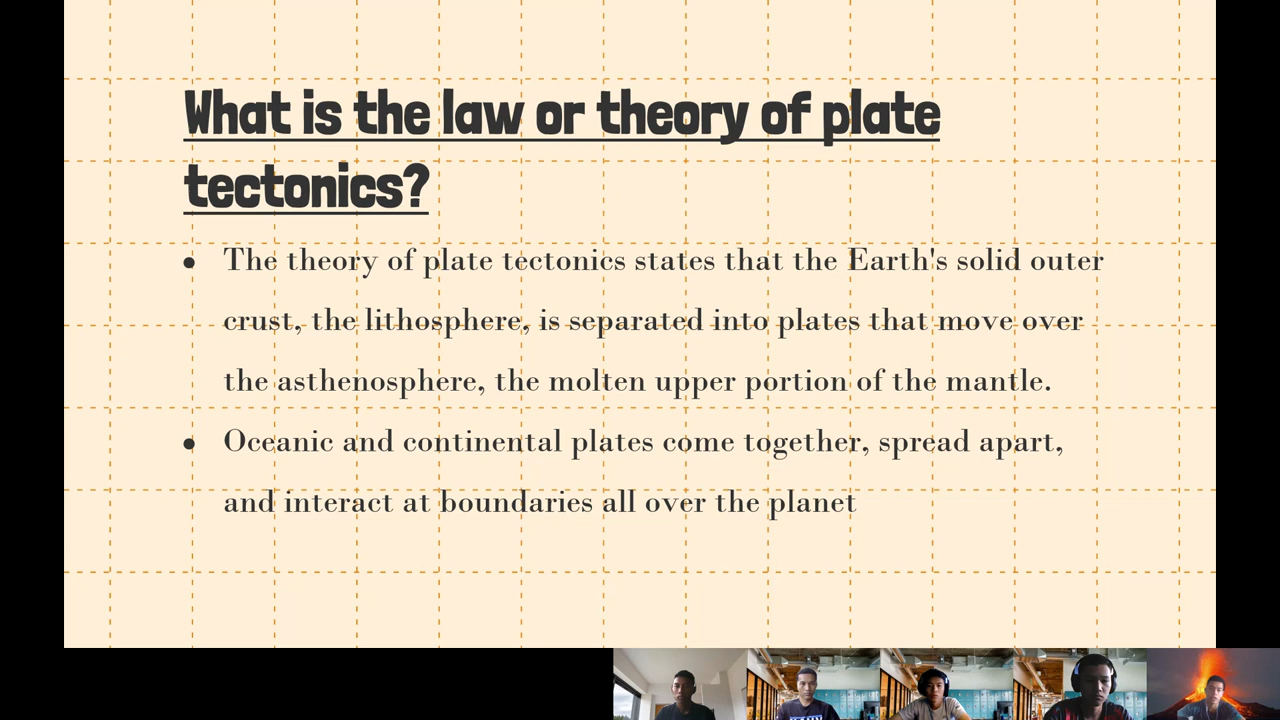 What is the law or theory of plate
tectonics?
• The theory of plate tectonics states that the Earth's solid outer
crust, the lithosphere, is separated into plates that move over
the asthenosphere, the molten upper portion of the mantle.
• Oceanic and continental plates come together, spread apart,
and interact at boundaries all over the planet